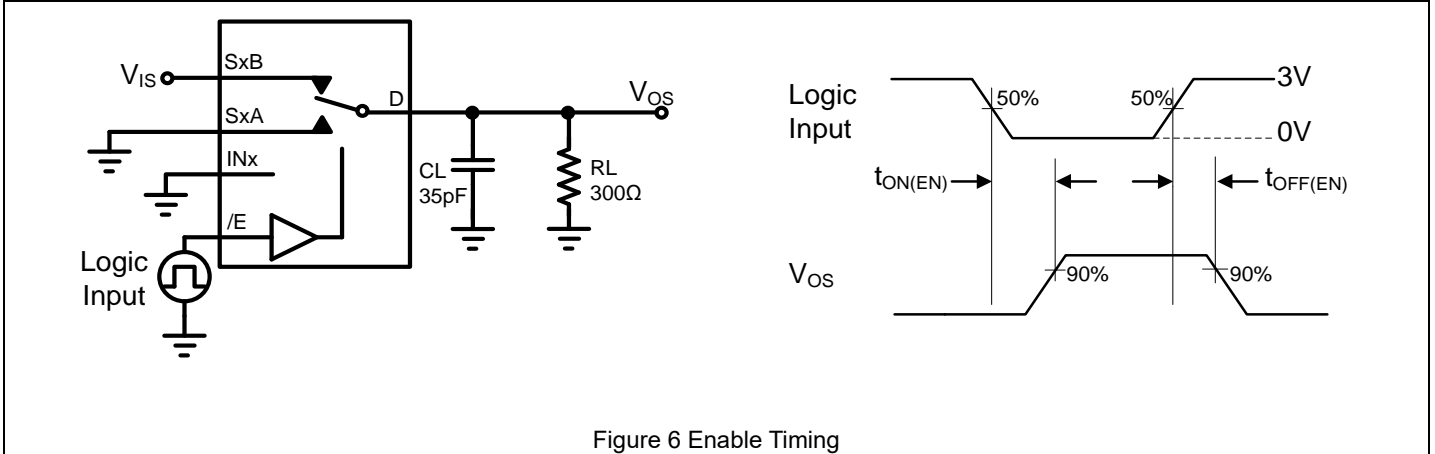 SxB
V_IS
D
V_OS
SxA
INx
CL
35pF
RL
300Ω
/E
Logic
Input
Logic
Input
50%
50%
3V
0V
t_ON(EN)
t_OFF(EN)
V_OS
90%
90%
Figure 6 Enable Timing